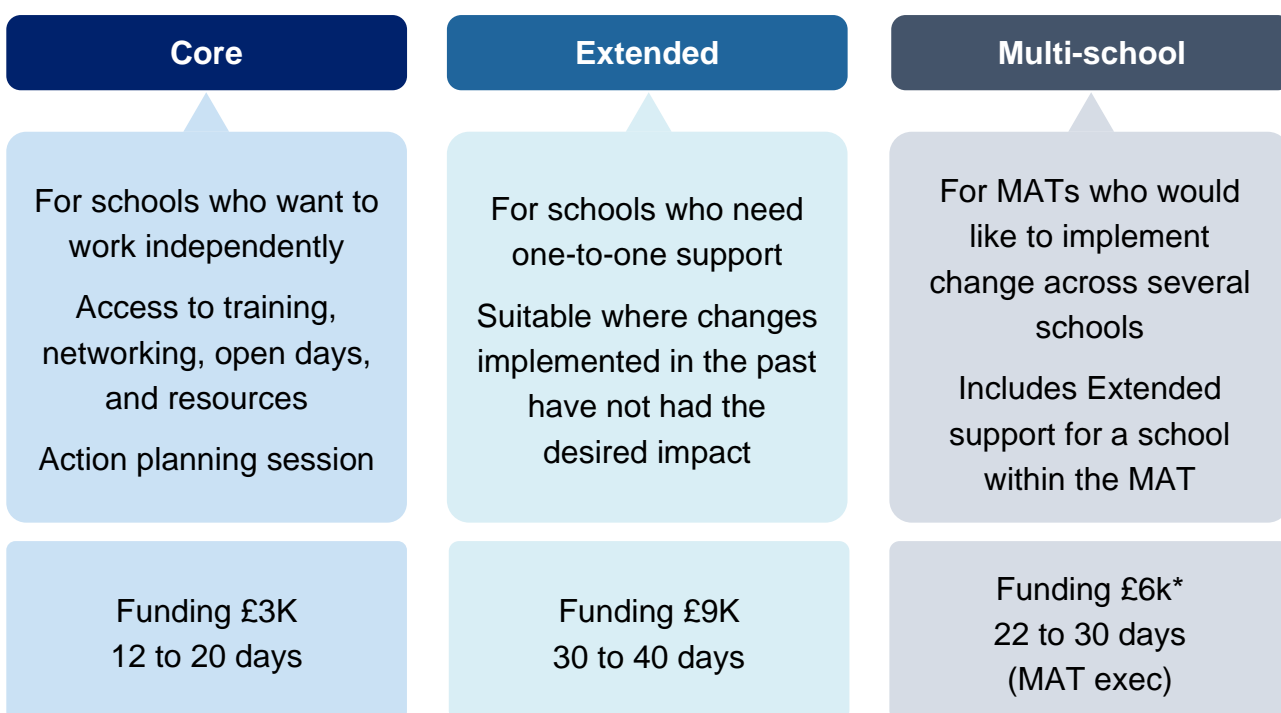 Core
For schools who want to
work independently
Access to training,
networking, open days,
and resources
Action planning session
Funding £3K
12 to 20 days
Extended
For schools who need
one-to-one support
Suitable where changes
implemented in the past
have not had the
desired impact
Funding £9K
30 to 40 days
Multi-school
For MATs who would
like to implement
change across several
schools
Includes Extended
support for a school
within the MAT
Funding £6k*
22 to 30 days
(MAT exec)